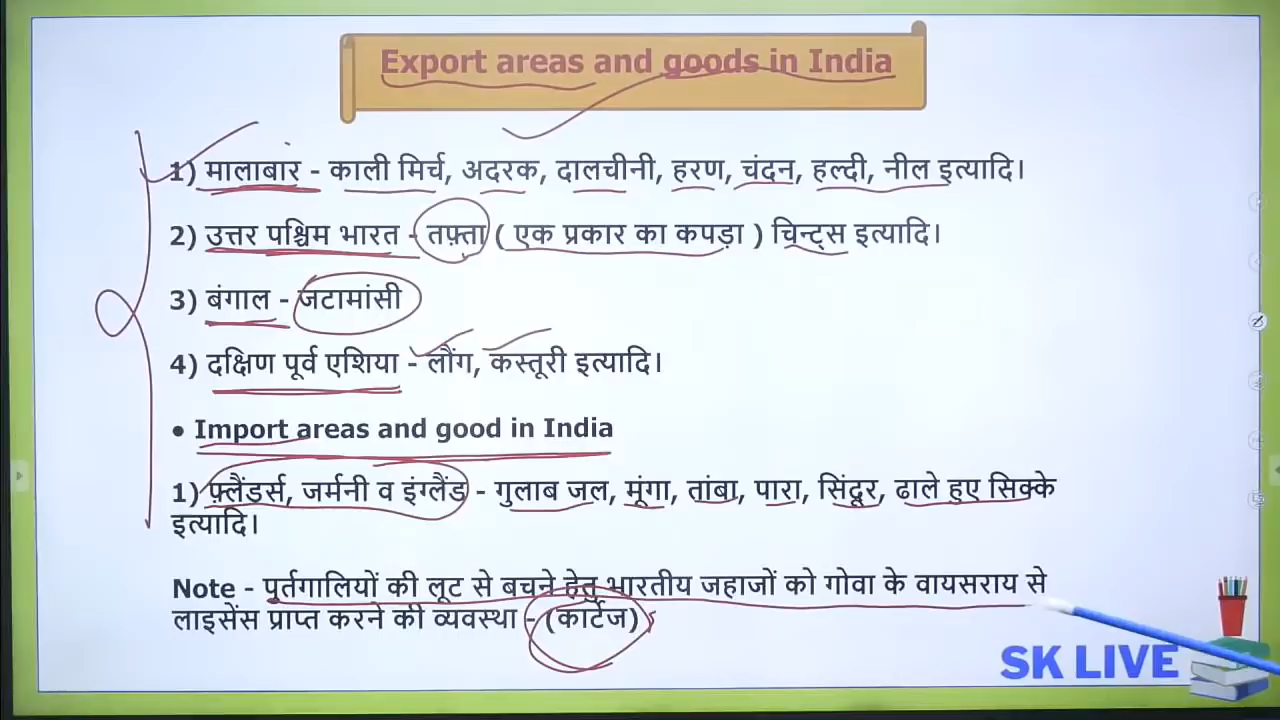 Export areas and goods in India
1) मालाबार - काली मिर्च, अदरक, दालचीनी, हरण, चंदन, हल्दी, नील इत्यादि।
2) उत्तर पश्चिम भारत - तफ़्ता ( एक प्रकार का कपड़ा ) चिन्ट्स इत्यादि।
3) बंगाल - जटामांसी
4) दक्षिण पूर्व एशिया - लौंग, कस्तूरी इत्यादि।
• Import areas and good in India
1) फ़्लैंडर्स, जर्मनी व इंग्लैंड - गुलाब जल, मूंगा, तांबा, पारा, सिंदूर, ढाले हुए सिक्के
इत्यादि।
Note - पूर्तगालियों की लूट से बचने हेतु भारतीय जहाजों को गोवा के वायसराय से
लाइसेंस प्राप्त करने की व्यवस्था - (कार्टेज)
SK LIVE